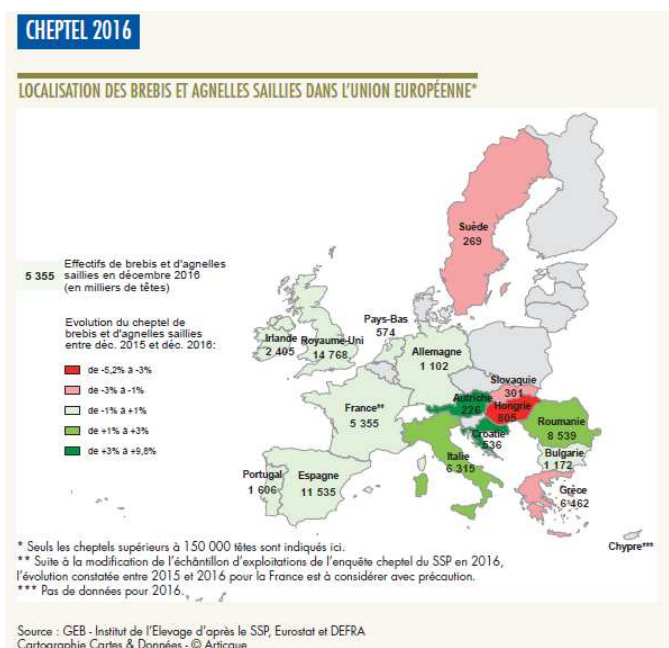 CHEPTEL 2016
LOCALISATION DES BREBIS ET AGNELLES SAILLIES DANS L'UNION EUROPÉENNE*
Suède
269
5 355
Effectifs de brebis et d'agnelles
saillies en décembre 2016
(en milliers de têtes)
Evolution du cheptel de
brebis et d'agnelles saillies
entre déc. 2015 et déc. 2016:
de -5,2% à -3%
de -3% à -1%
de -1% à +1%
de +1% à +3%
de +3% à +9,8%
Pays-Bas
574
Irlande
2 405
Royaume-Uni
14 768
Allemagne
1 102
Slovaquie
301
Autriche
226
Hongrie
805
France**
5 355
Roumanie
8 539
Croatie
536
Italie
6 315
Bulgarie
1 172
Portugal
1 606
Espagne
11 535
Grèce
6 462
Chypre***
* Seuls les cheptels supérieurs à 150 000 têtes sont indiqués ici.
** Suite à la modification de l'échantillon d'exploitations de l'enquête cheptel du SSP en 2016,
l'évolution constatée entre 2015 et 2016 pour la France est à considérer avec précaution.
*** Pas de données pour 2016.
Source : GEB - Institut de l'Elevage d'après le SSP, Eurostat et DEFRA
Cartographie Cartes & Données - © Articque